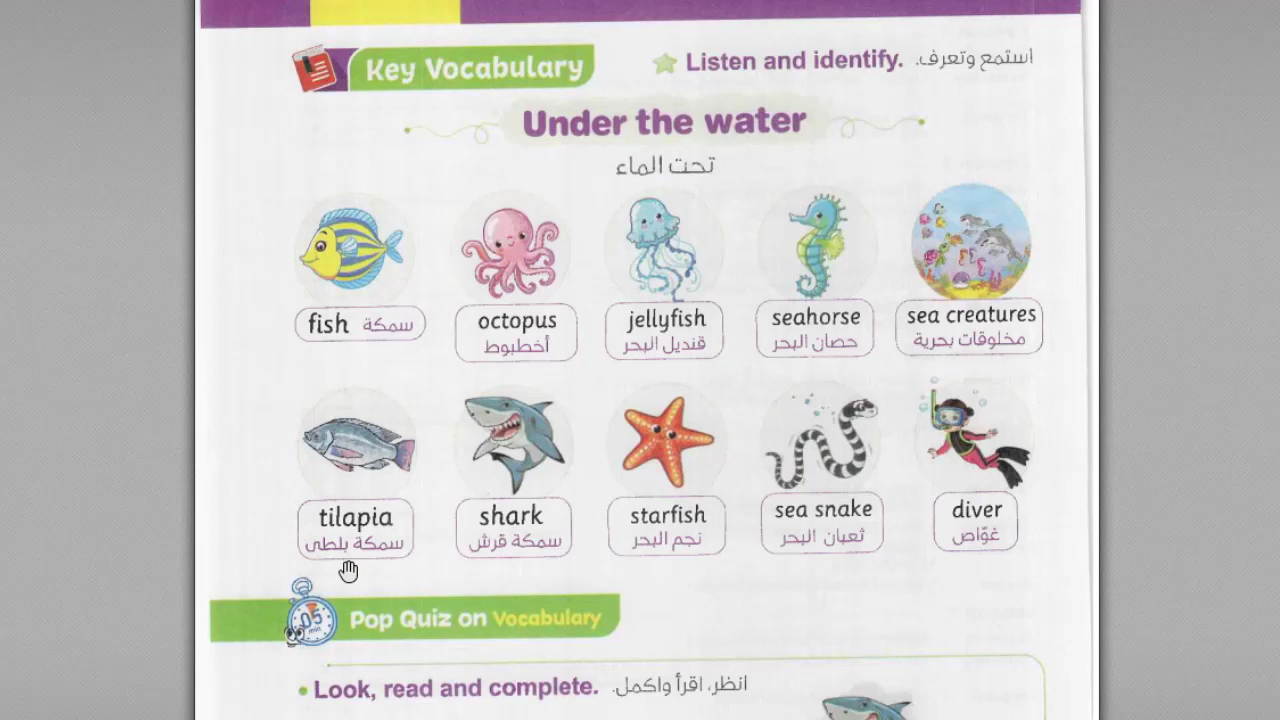 Key Vocabulary
Listen and identify. استمع وتعرف.
Under the water
تحت الماء
fish سمكة
octopus
أخطبوط
jellyfish
قنديل البحر
seahorse
حصان البحر
sea creatures
مخلوقات بحرية
tilapia
سمكة بلطى
shark
سمكة قرش
starfish
نجم البحر
sea snake
ثعبان البحر
diver
غوّاص
05
min
Pop Quiz on Vocabulary
• Look, read and complete. انظر، اقرأ واكمل.